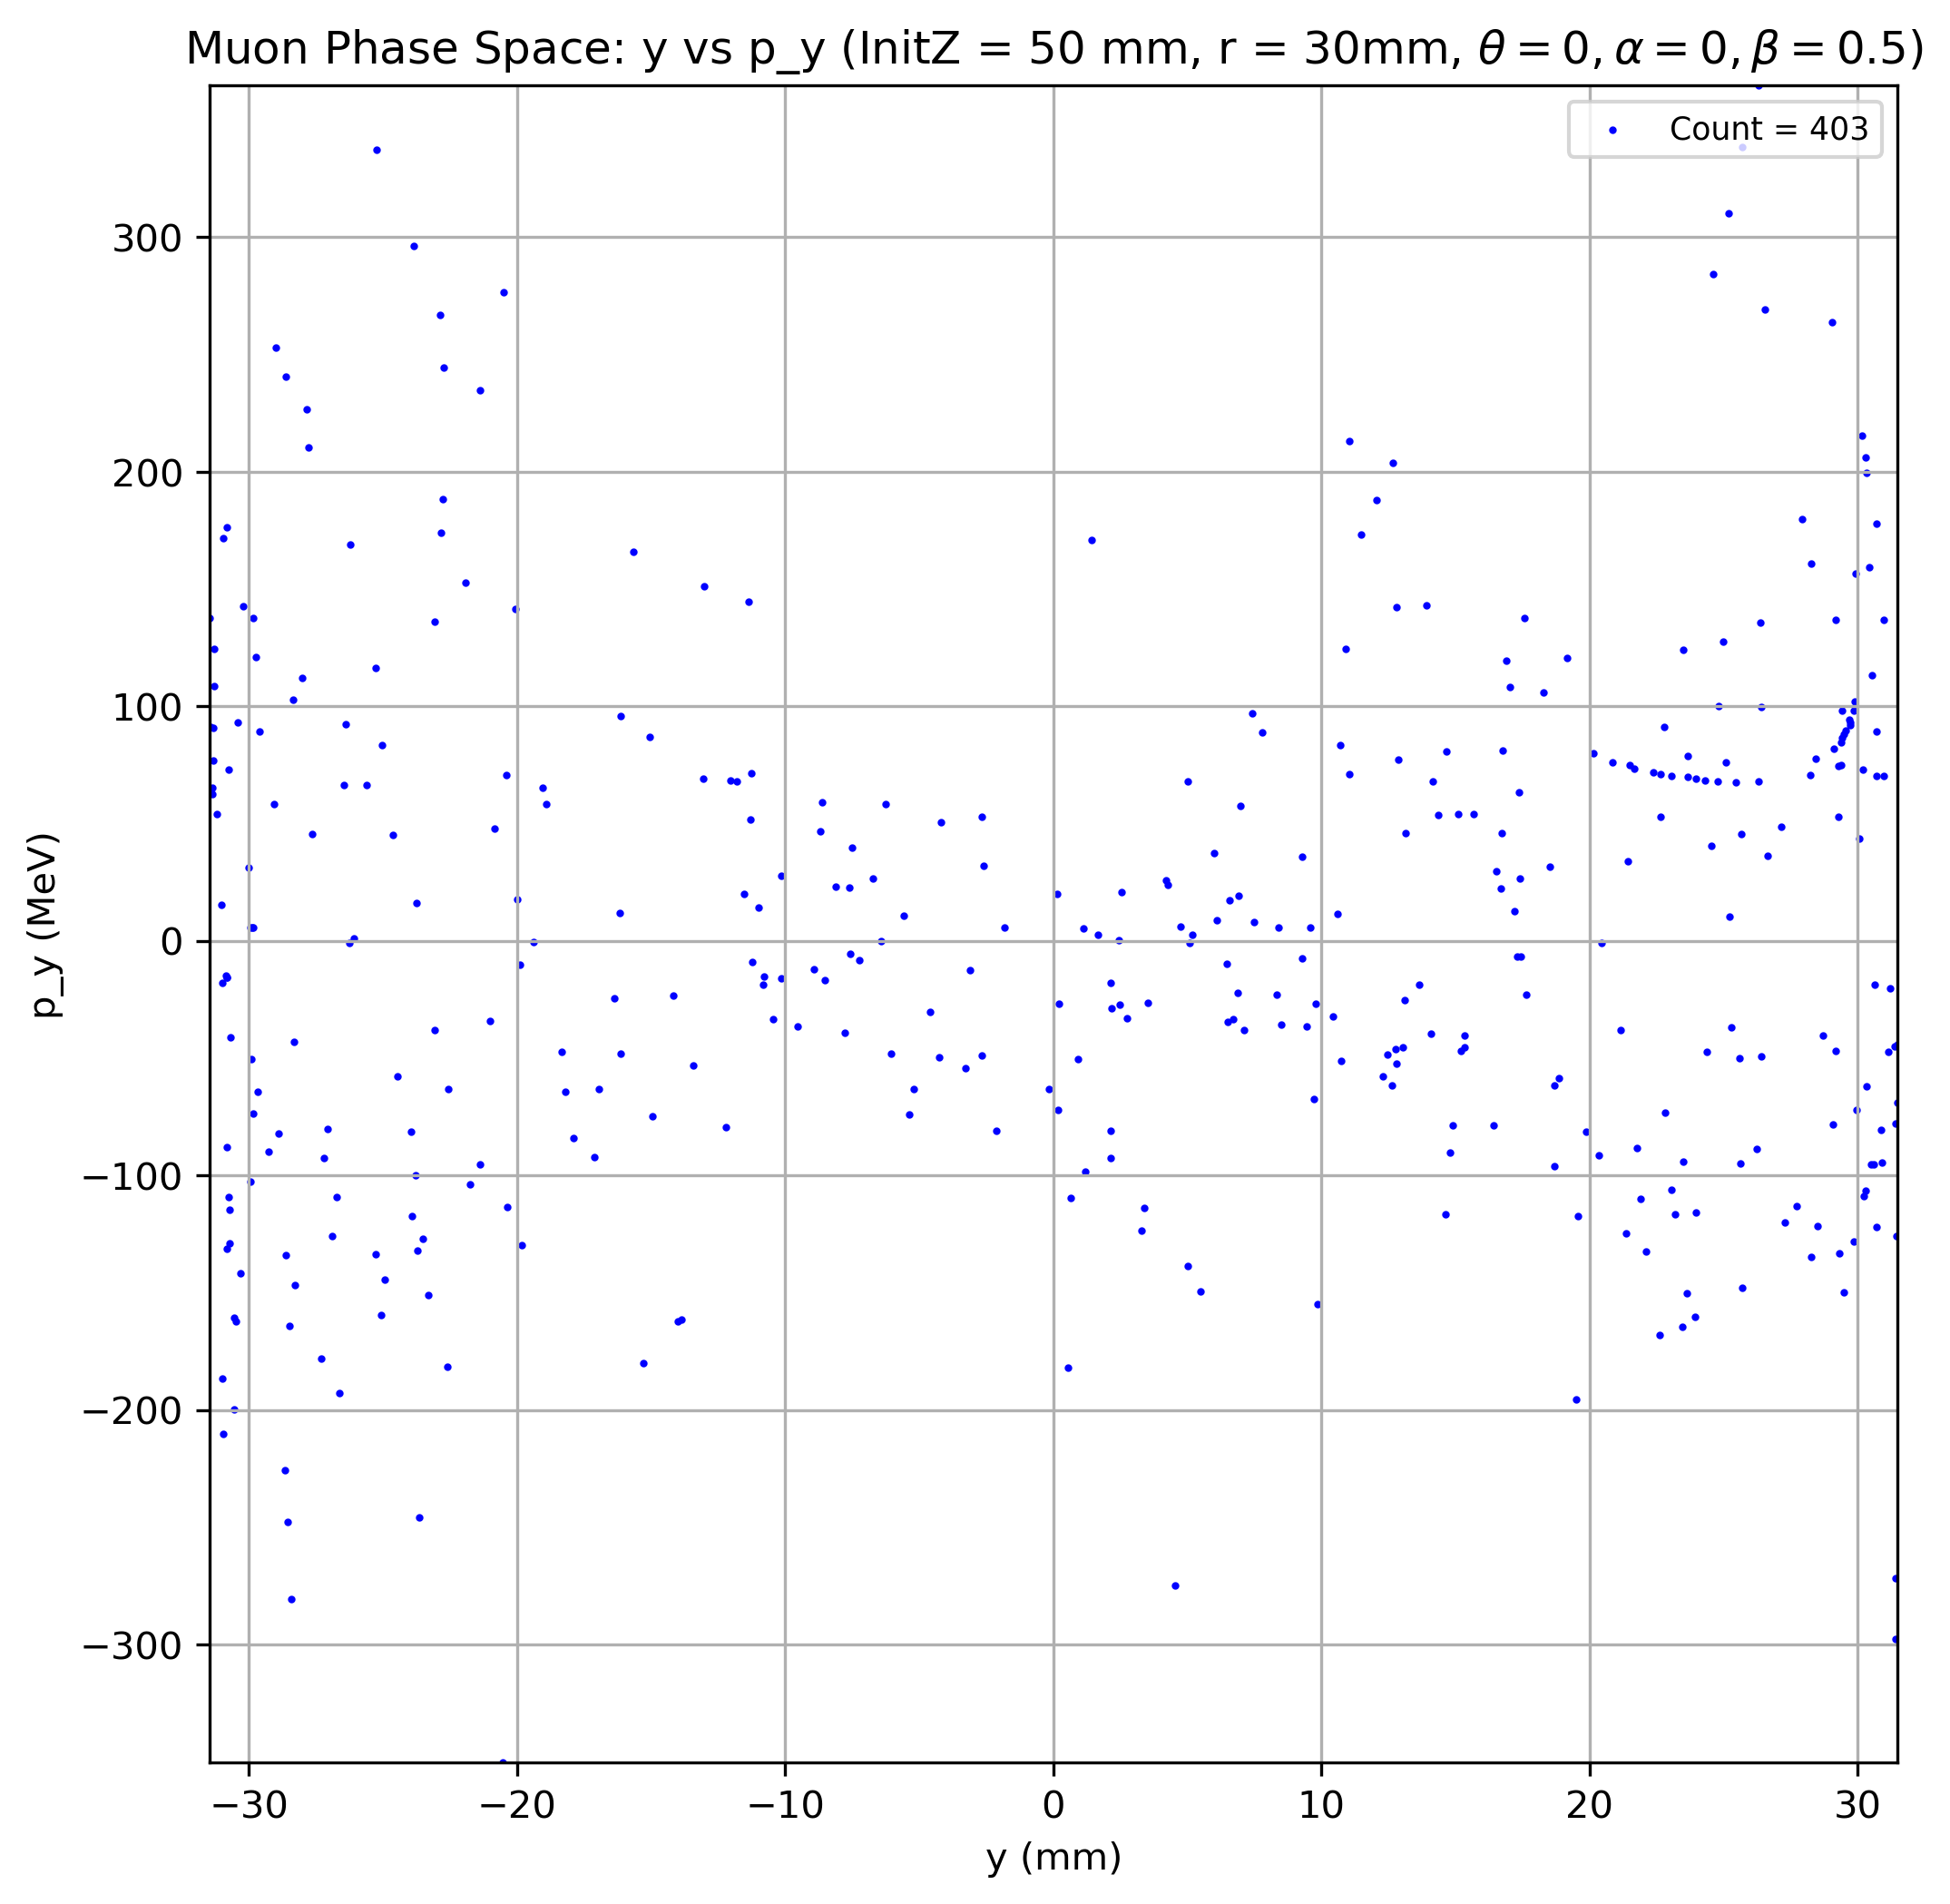 Muon Phase Space: y vs p_y (InitZ = 50 mm, r = 30mm, θ = 0, α = 0, β = 0.5)
Count = 403
300
200
100
0
−100
−200
−300
p_y (MeV)
−30 −20 −10 0 10 20 30
y (mm)